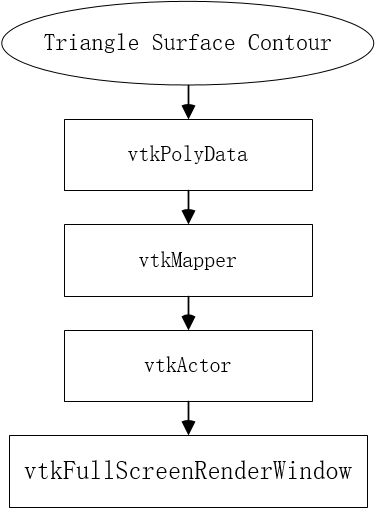 Triangle Surface Contour
vtkPolyData
vtkMapper
vtkActor
vtkFullScreenRenderWindow